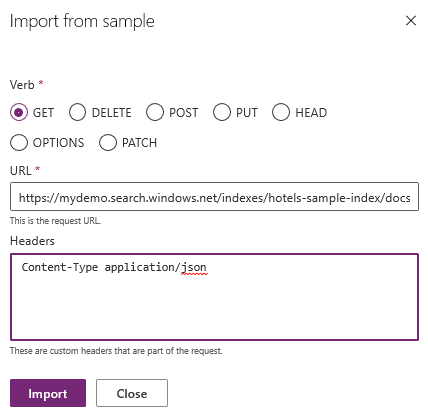 Import from sample
Verb *
GET DELETE POST PUT HEAD
OPTIONS PATCH
URL *
https://mydemo.search.windows.net/indexes/hotels-sample-index/docs
This is the request URL.
Headers
Content-Type application/json
These are custom headers that are part of the request.
Import Close